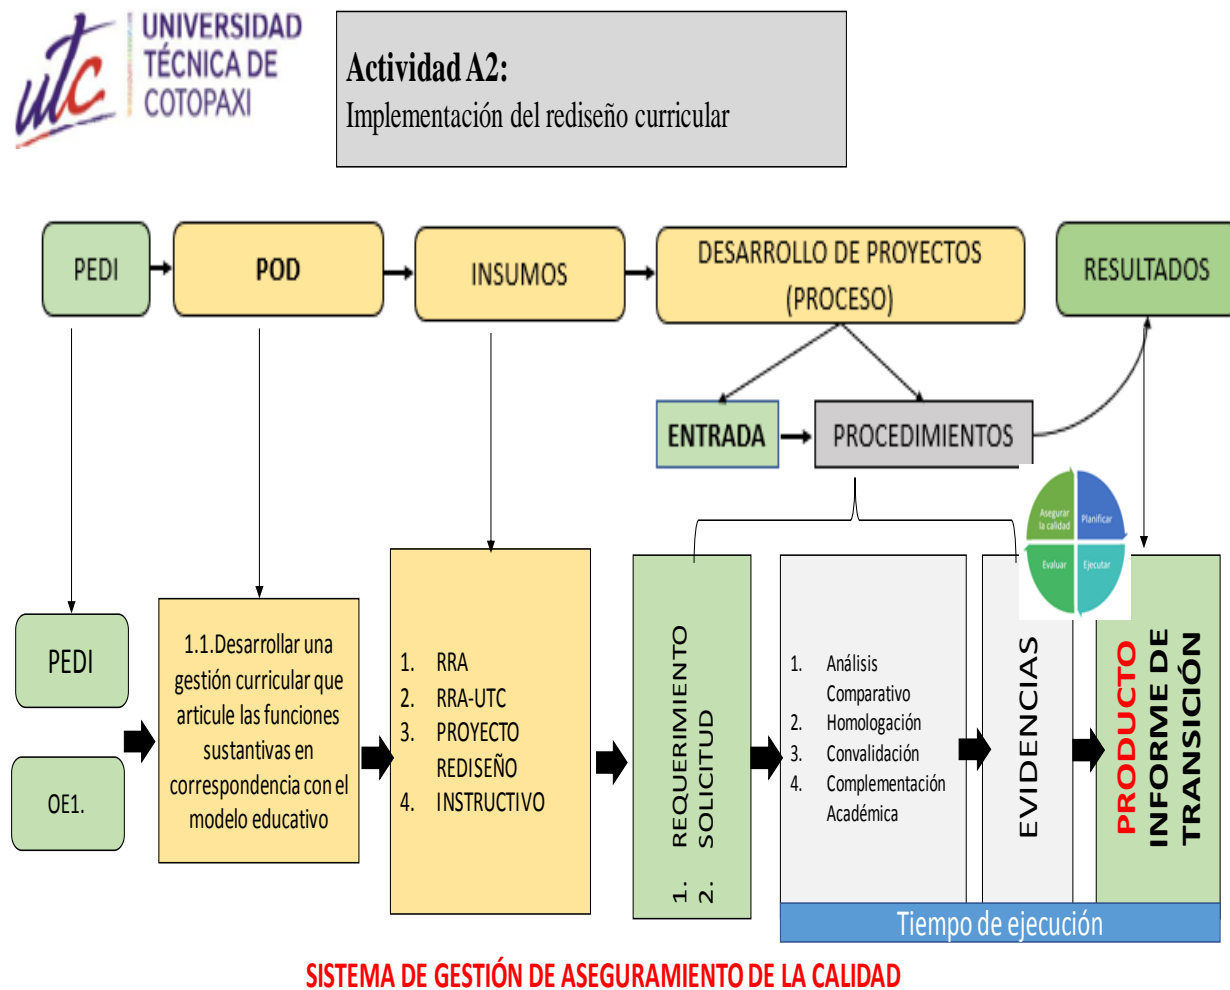 UNIVERSIDAD
TÉCNICA DE
COTOPAXI
utc
Actividad A2:
Implementación del rediseño curricular
PEDI
POD
INSUMOS
DESARROLLO DE PROYECTOS
(PROCESO)
RESULTADOS
ENTRADA
PROCEDIMIENTOS
Asegurar
la calidad
Planificar
Evaluar
Ejecutar
PEDI
OE1.
1.1.Desarrollar una
gestión curricular que
articule las funciones
sustantivas en
correspondencia con el
modelo educativo
1. RRA
2. RRA-UTC
3. PROYECTO
REDISEÑO
4. INSTRUCTIVO
1. REQUERIMIENTO
2. SOLICITUD
1. Análisis
Comparativo
2. Homologación
3. Convalidación
4. Complementación
Académica
EVIDENCIAS
PRODUCTO
INFORME DE
TRANSICIÓN
Tiempo de ejecución
SISTEMA DE GESTIÓN DE ASEGURAMIENTO DE LA CALIDAD